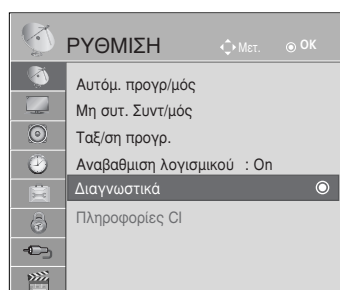 ΡΥΘΜΙΣΗ Μετ. OK
Αυτόμ. προγρ/μός
Μη συτ. Συντ/μός
Ταξ/ση προγρ.
Αναβαθμιση λογισμικού : On
Διαγνωστικά
Πληροφορίες CI